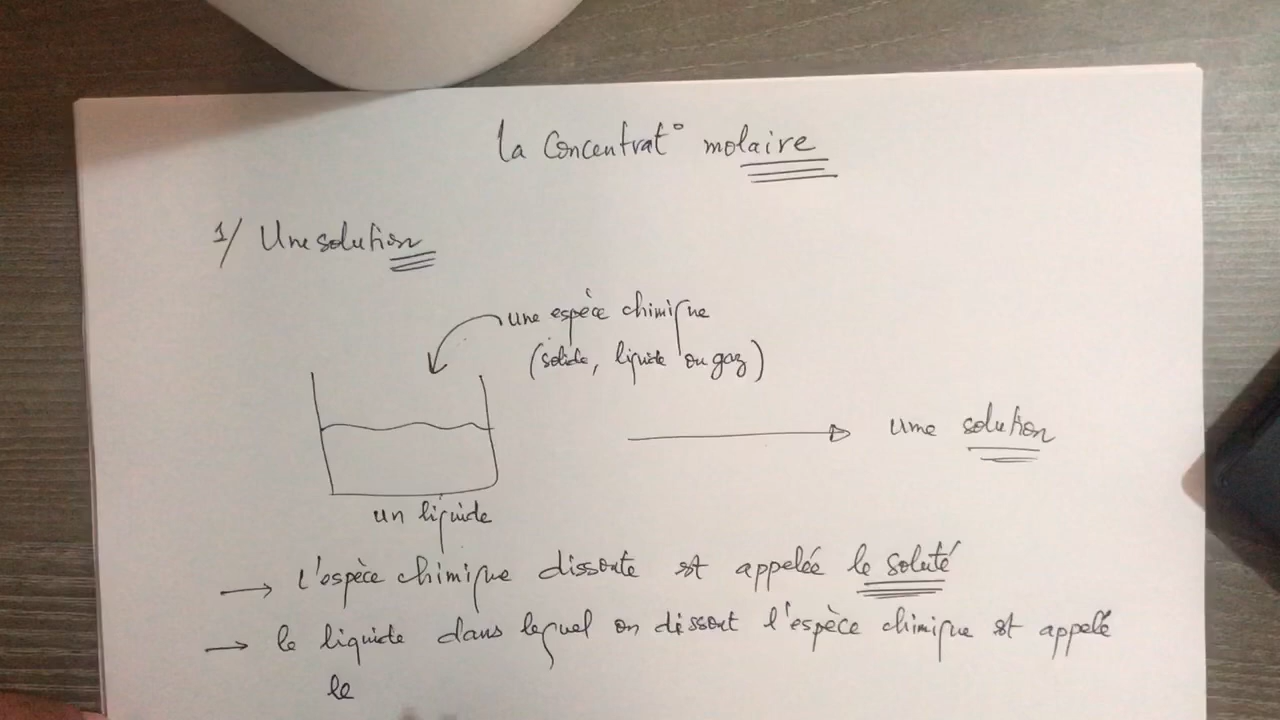 la Concentrat° molaire
1/ Une solution
une espèce chimique
(solide, liquide ou gaz)
une solution
un liquide
→ l'espèce chimique dissoute est appelée le soluté
→ le liquide dans lequel on dissout l'espèce chimique est appelé
le